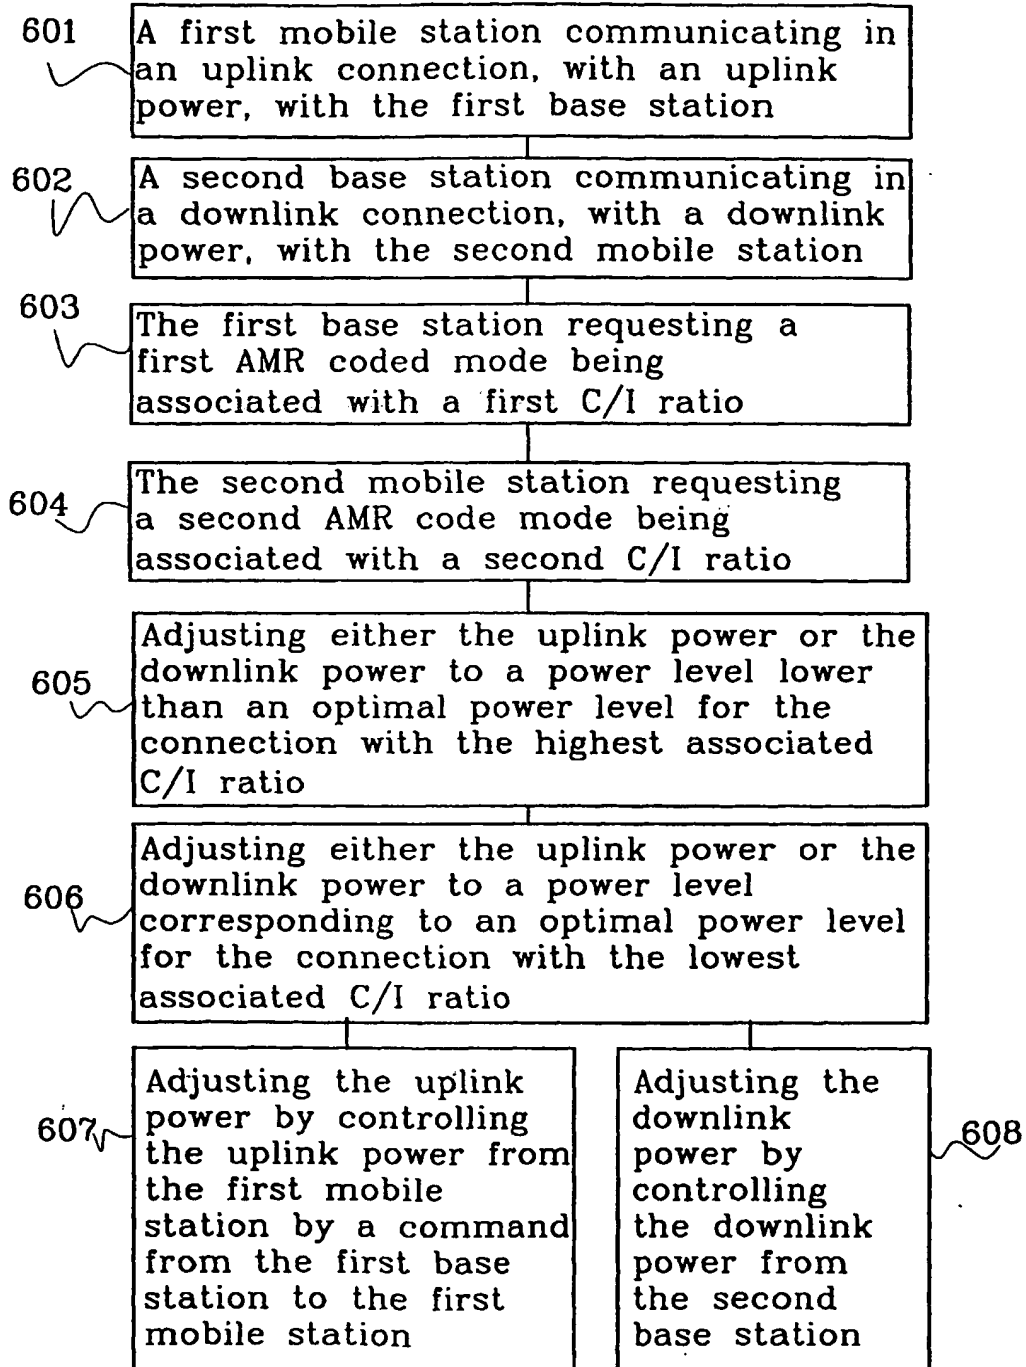 601
A first mobile station communicating in
an uplink connection, with an uplink
power, with the first base station
602
A second base station communicating in
a downlink connection, with a downlink
power, with the second mobile station
603
The first base station requesting a
first AMR coded mode being
associated with a first C/I ratio
604
The second mobile station requesting
a second AMR code mode being
associated with a second C/I ratio
605
Adjusting either the uplink power or the
downlink power to a power level lower
than an optimal power level for the
connection with the highest associated
C/I ratio
606
Adjusting either the uplink power or the
downlink power to a power level
corresponding to an optimal power level
for the connection with the lowest
associated C/I ratio
607
Adjusting the uplink
power by controlling
the uplink power from
the first mobile
station by a command
from the first base
station to the first
mobile station
608
Adjusting the
downlink
power by
controlling
the downlink
power from
the second
base station